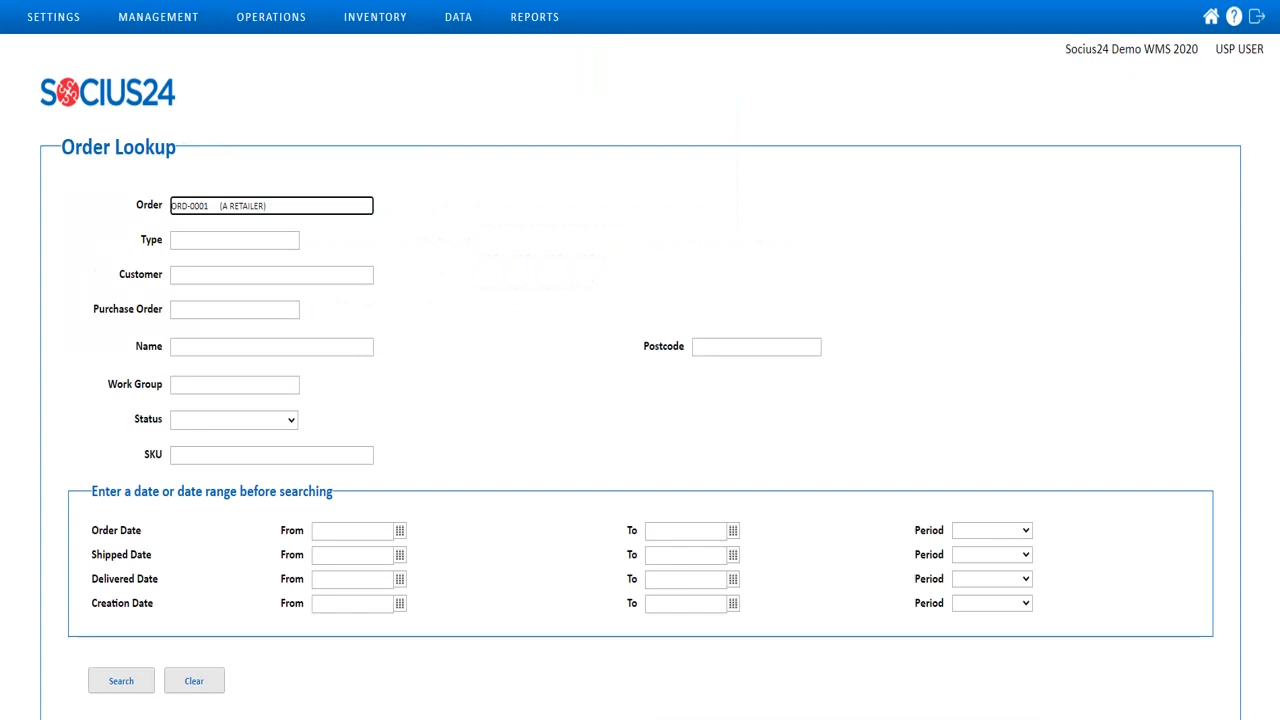 SETTINGS MANAGEMENT OPERATIONS INVENTORY DATA REPORTS
Socius24 Demo WMS 2020 USP USER
SOCIUS24
Order Lookup
Order ORD-0001 (A RETAILER)
Type
Customer
Purchase Order
Name Postcode
Work Group
Status
SKU
Enter a date or date range before searching
Order Date From To Period
Shipped Date From To Period
Delivered Date From To Period
Creation Date From To Period
Search Clear